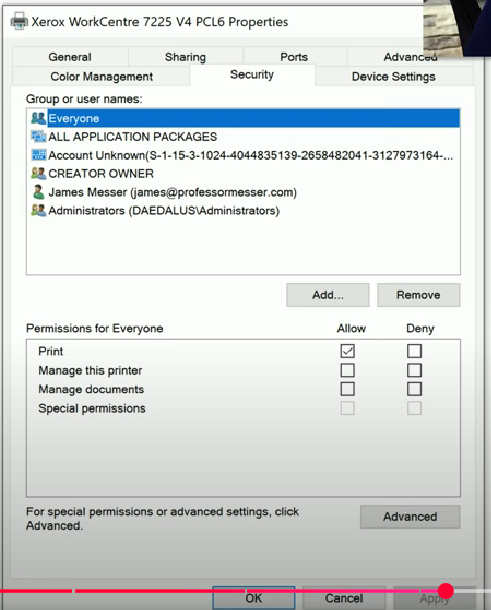 Xerox WorkCentre 7225 V4 PCL6 Properties
General Sharing Ports Advanced
Color Management Security Device Settings
Group or user names:
Everyone
ALL APPLICATION PACKAGES
Account Unknown(S-1-15-3-1024-4044835139-2658482041-3127973164-...
CREATOR OWNER
James Messer (james@professormesser.com)
Administrators (DAEDALUS\Administrators)
Add... Remove
Permissions for Everyone Allow Deny
Print
Manage this printer
Manage documents
Special permissions
For special permissions or advanced settings, click
Advanced.
Advanced
OK Cancel Apply